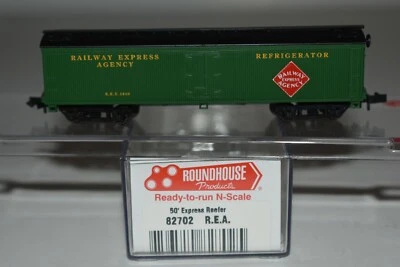 RAILWAY EXPRESS
AGENCY
REFRIGERATOR
RAILWAY
EXPRESS
AGENCY
ROUNDHOUSE
Products
Ready-to-run N-Scale
50' Express Reefer
82702 R.E.A.